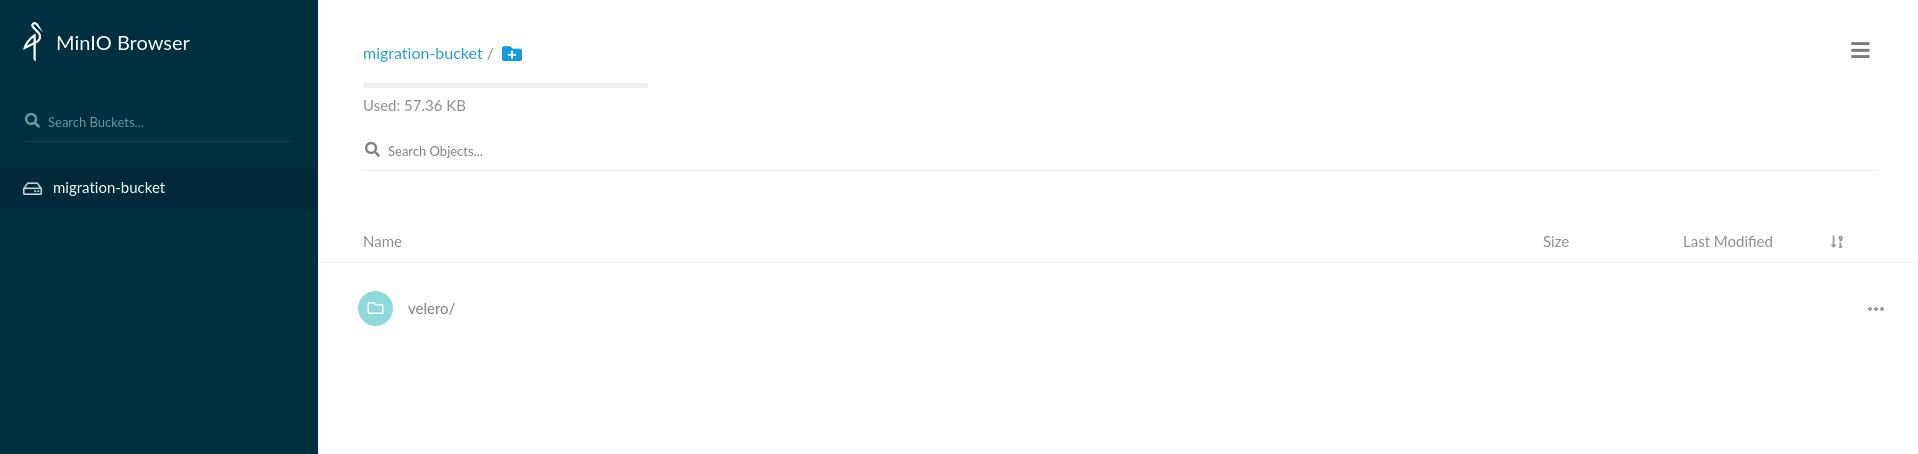 MinIO Browser
Search Buckets...
migration-bucket
migration-bucket /
Used: 57.36 KB
Search Objects...
Name Size Last Modified
velero/